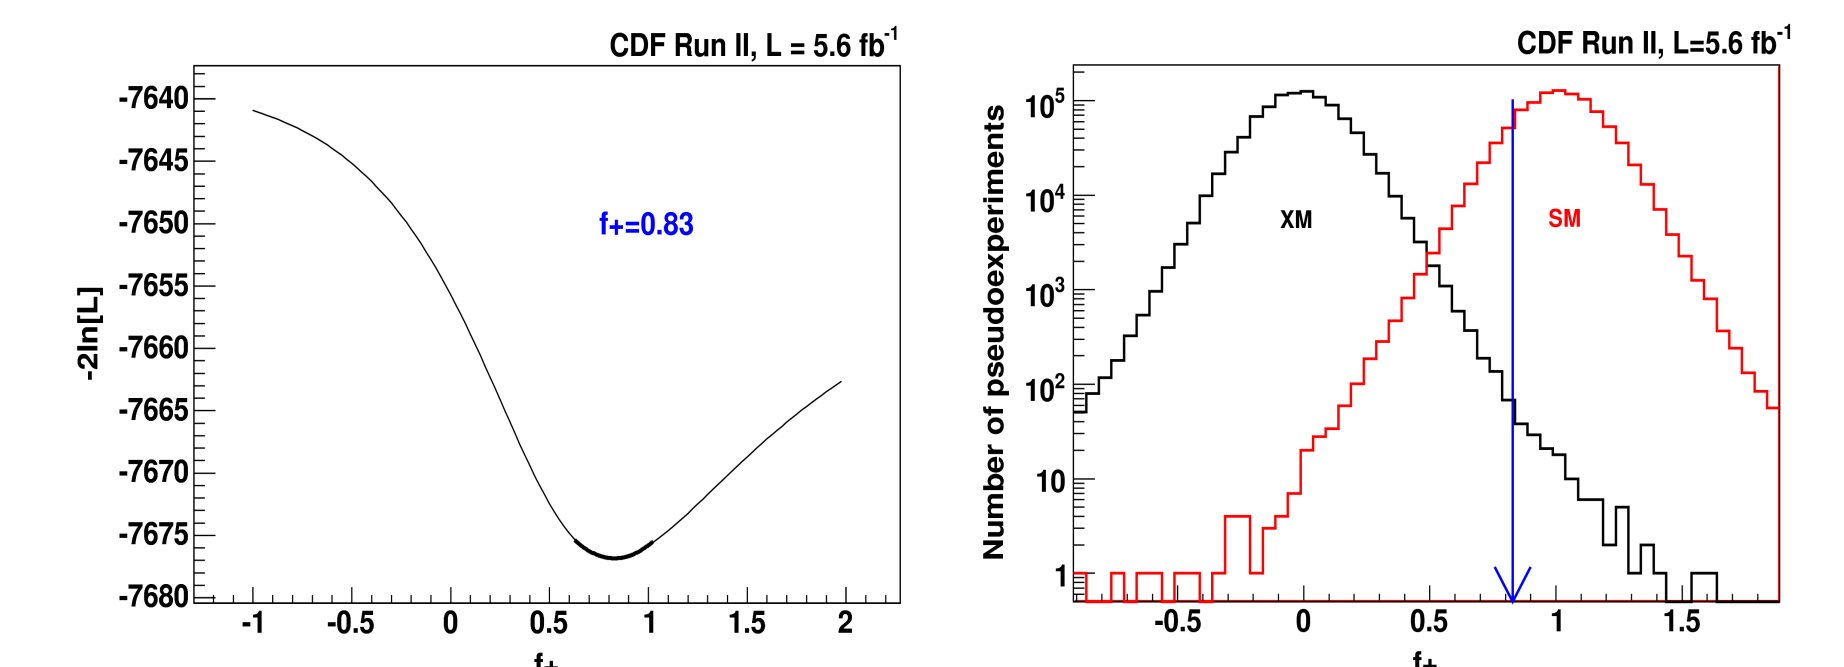 CDF Run II, L = 5.6 fb-1
-2ln[L]
-7640
-7645
-7650
-7655
-7660
-7665
-7670
-7675
-7680
f+=0.83
-1 -0.5 0 0.5 1 1.5 2
f+
CDF Run II, L=5.6 fb-1
Number of pseudoexperiments
10^5
10^4
10^3
10^2
10
1
XM
SM
-0.5 0 0.5 1 1.5
f+